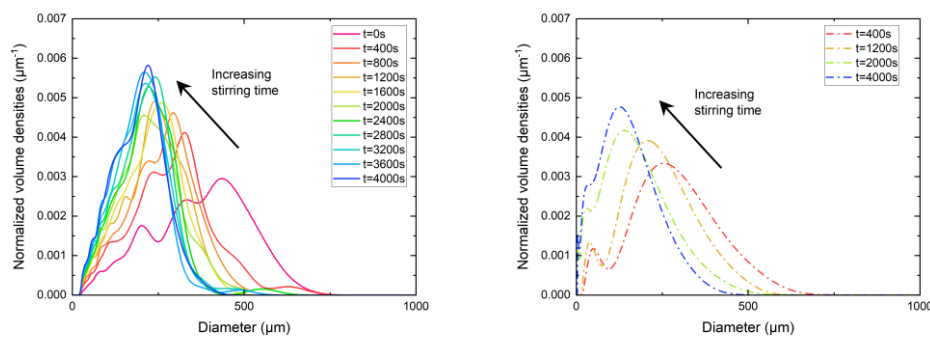 0.007
0.006
0.005
0.004
0.003
0.002
0.001
0.000
Normalized volume densities (µm⁻¹)
0
500
1000
Diameter (µm)
Increasing
stirring time
t=0s
t=400s
t=800s
t=1200s
t=1600s
t=2000s
t=2400s
t=2800s
t=3200s
t=3600s
t=4000s
0.007
0.006
0.005
0.004
0.003
0.002
0.001
0.000
Normalized volume densities (µm⁻¹)
0
500
1000
Diameter (µm)
Increasing
stirring time
t=400s
t=1200s
t=2000s
t=4000s